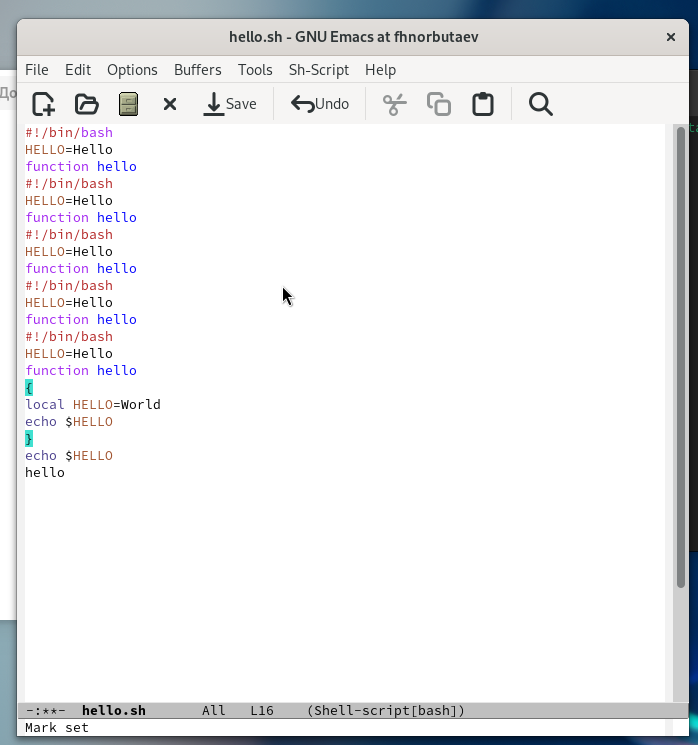 hello.sh - GNU Emacs at fhnorbutaev
File Edit Options Buffers Tools Sh-Script Help
Save Undo
#!/bin/bash
HELLO=Hello
function hello
#!/bin/bash
HELLO=Hello
function hello
#!/bin/bash
HELLO=Hello
function hello
#!/bin/bash
HELLO=Hello
function hello
#!/bin/bash
HELLO=Hello
function hello
{
local HELLO=World
echo $HELLO
}
echo $HELLO
hello
-:**- hello.sh All L16 (Shell-script[bash])
Mark set